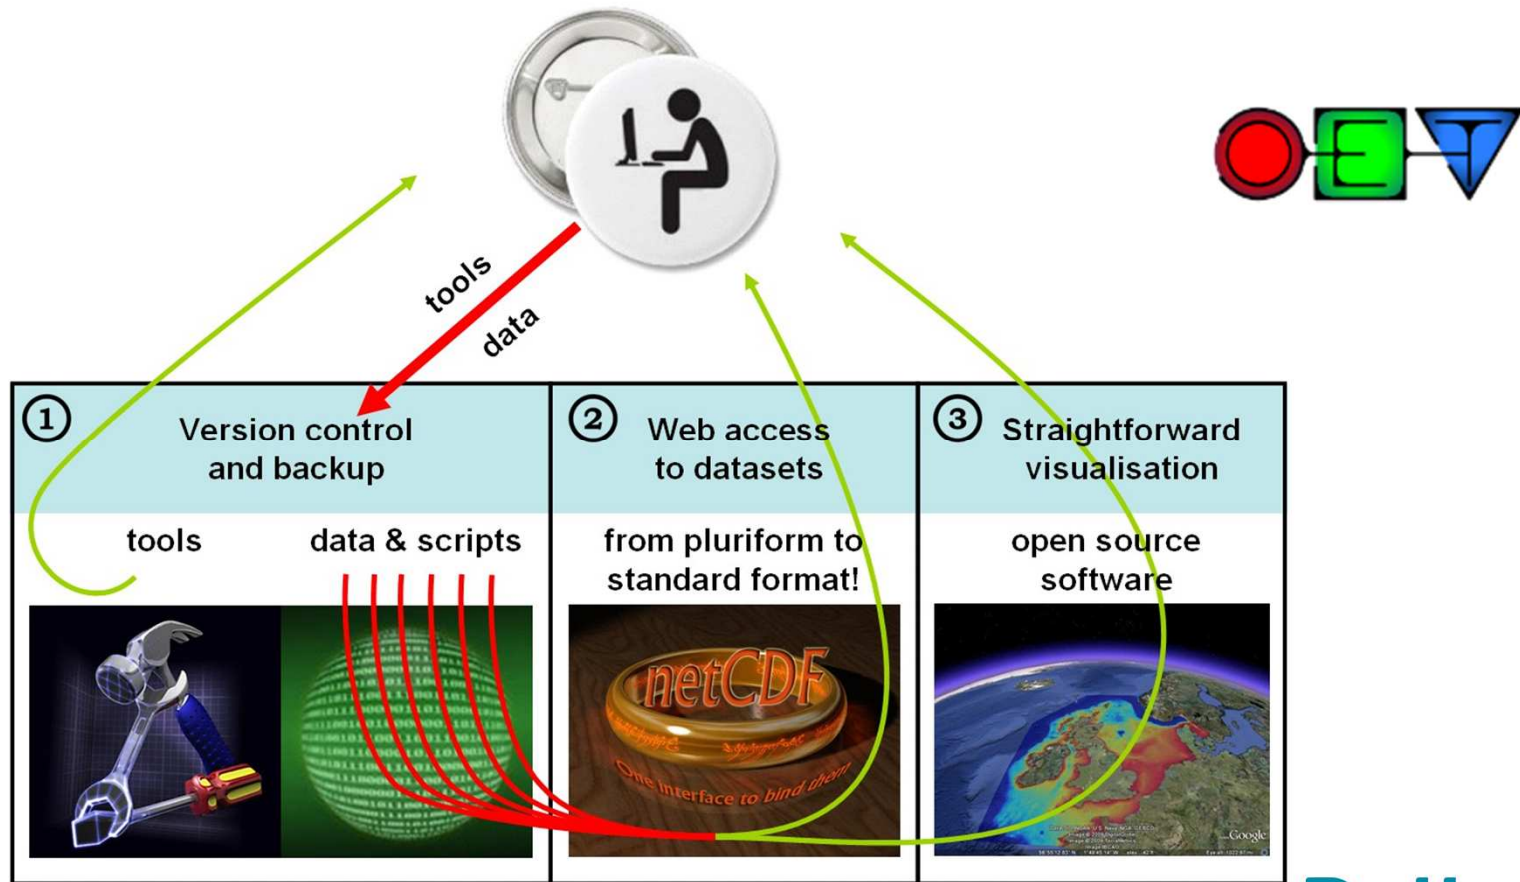 OET
tools
data
1
Version control
and backup
2
Web access
to datasets
3
Straightforward
visualisation
tools
data & scripts
from pluriform to
standard format!
open source
software
netCDF
One interface to bind them
Google